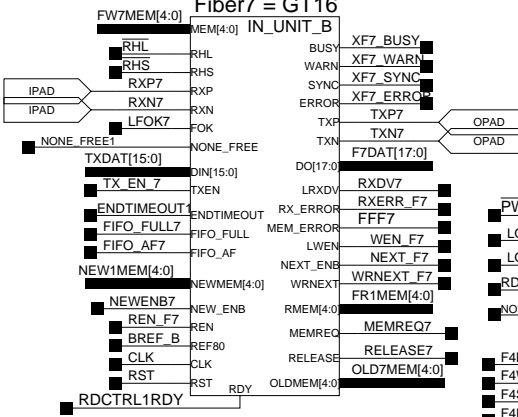 Fiber7 = GT16
FW7MEM[4:0] MEM[4:0] IN_UNIT_B
RHL RHL BUSY XF7_BUSY
RHS RHS WARN XF7_WARN
IPAD RXP7 RXP SYNC XF7_SYNC
IPAD RXN7 RXN ERROR XF7_ERROR
LFOK7 FOK TXP TXP7 OPAD
NONE_FREE1 NONE_FREE TXN TXN7 OPAD
TXDAT[15:0] DIN[15:0] DO[17:0] F7DAT[17:0]
TX_EN_7 TXEN LRXDV RXDV7
ENDTIMEOUT1 ENDTIMEOUT RX_ERROR RXERR_F7
FIFO_FULL7 FIFO_FULL MEM_ERROR FFF7
FIFO_AF7 FIFO_AF LWEN WEN_F7
NEW1MEM[4:0] NEWMEM[4:0] NEXT_ENB NEXT_F7
WRNEXT WRNEXT_F7
NEWENB7 NEW_ENB RMEM[4:0] FR1MEM[4:0]
REN_F7 REN MEMREQ MEMREQ7
BREF_B REF80
CLK CLK RELEASE RELEASE7
RST RST OLDMEM[4:0] OLD7MEM[4:0]
RDCTRL1RDY RDY